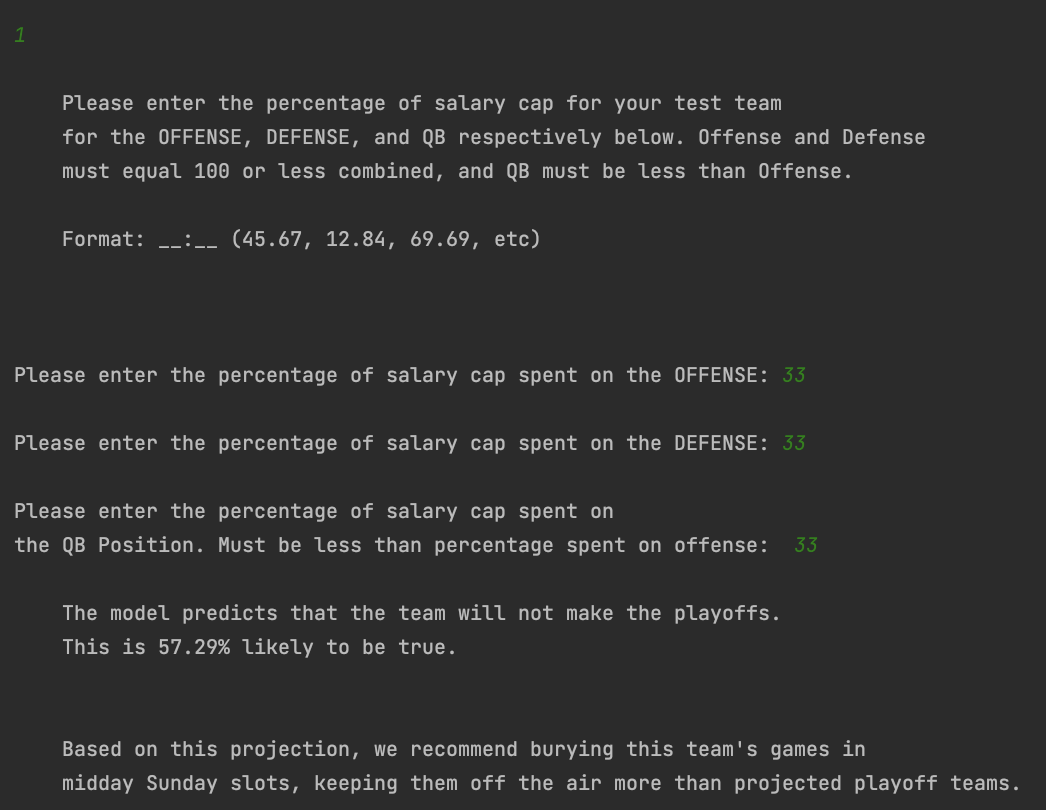 1
Please enter the percentage of salary cap for your test team
for the OFFENSE, DEFENSE, and QB respectively below. Offense and Defense
must equal 100 or less combined, and QB must be less than Offense.
Format: __:__ (45.67, 12.84, 69.69, etc)
Please enter the percentage of salary cap spent on the OFFENSE: 33
Please enter the percentage of salary cap spent on the DEFENSE: 33
Please enter the percentage of salary cap spent on
the QB Position. Must be less than percentage spent on offense:  33
The model predicts that the team will not make the playoffs.
This is 57.29% likely to be true.
Based on this projection, we recommend burying this team's games in
midday Sunday slots, keeping them off the air more than projected playoff teams.